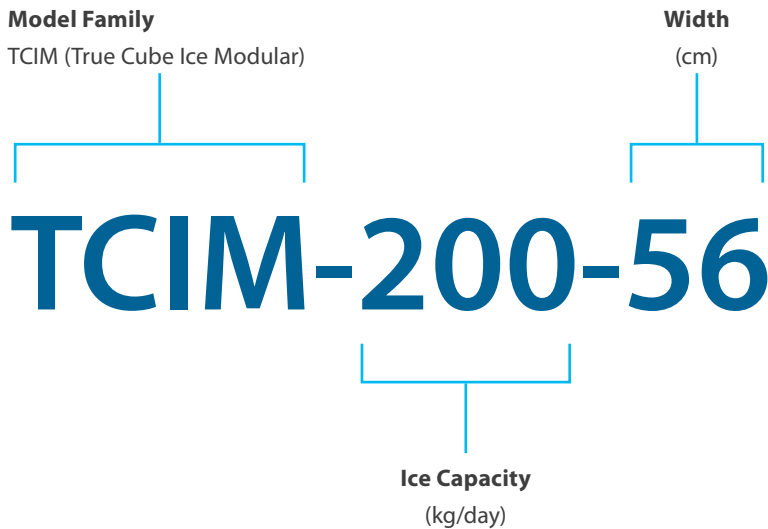 Model Family
TCIM (True Cube Ice Modular)
Width
(cm)
TCIM-200-56
Ice Capacity
(kg/day)